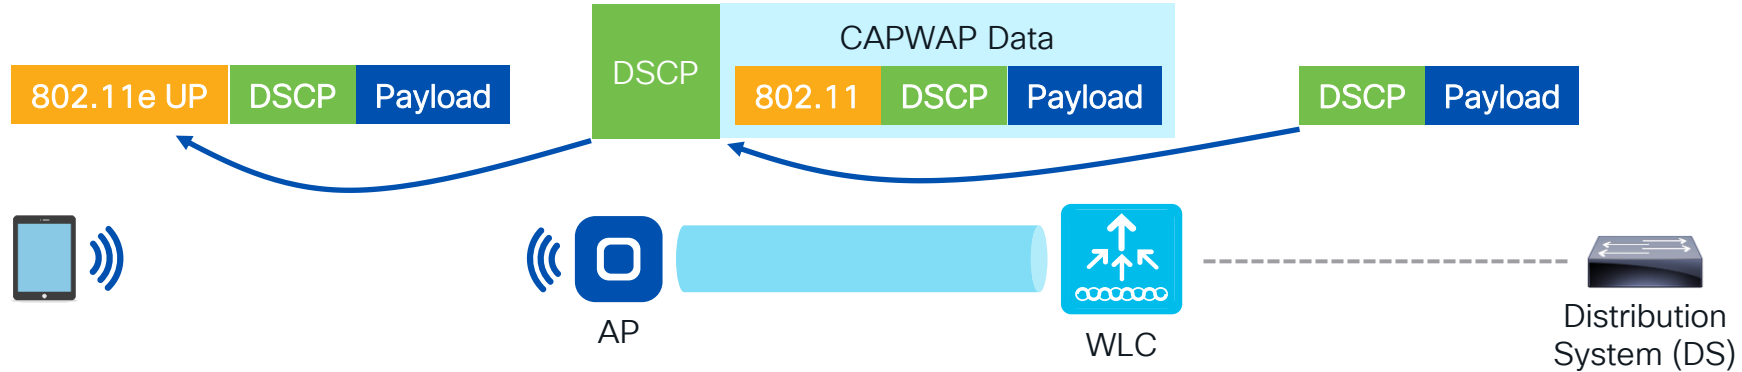 CAPWAP Data
802.11e UP DSCP Payload
DSCP
802.11 DSCP Payload
DSCP Payload
AP
WLC
Distribution
System (DS)